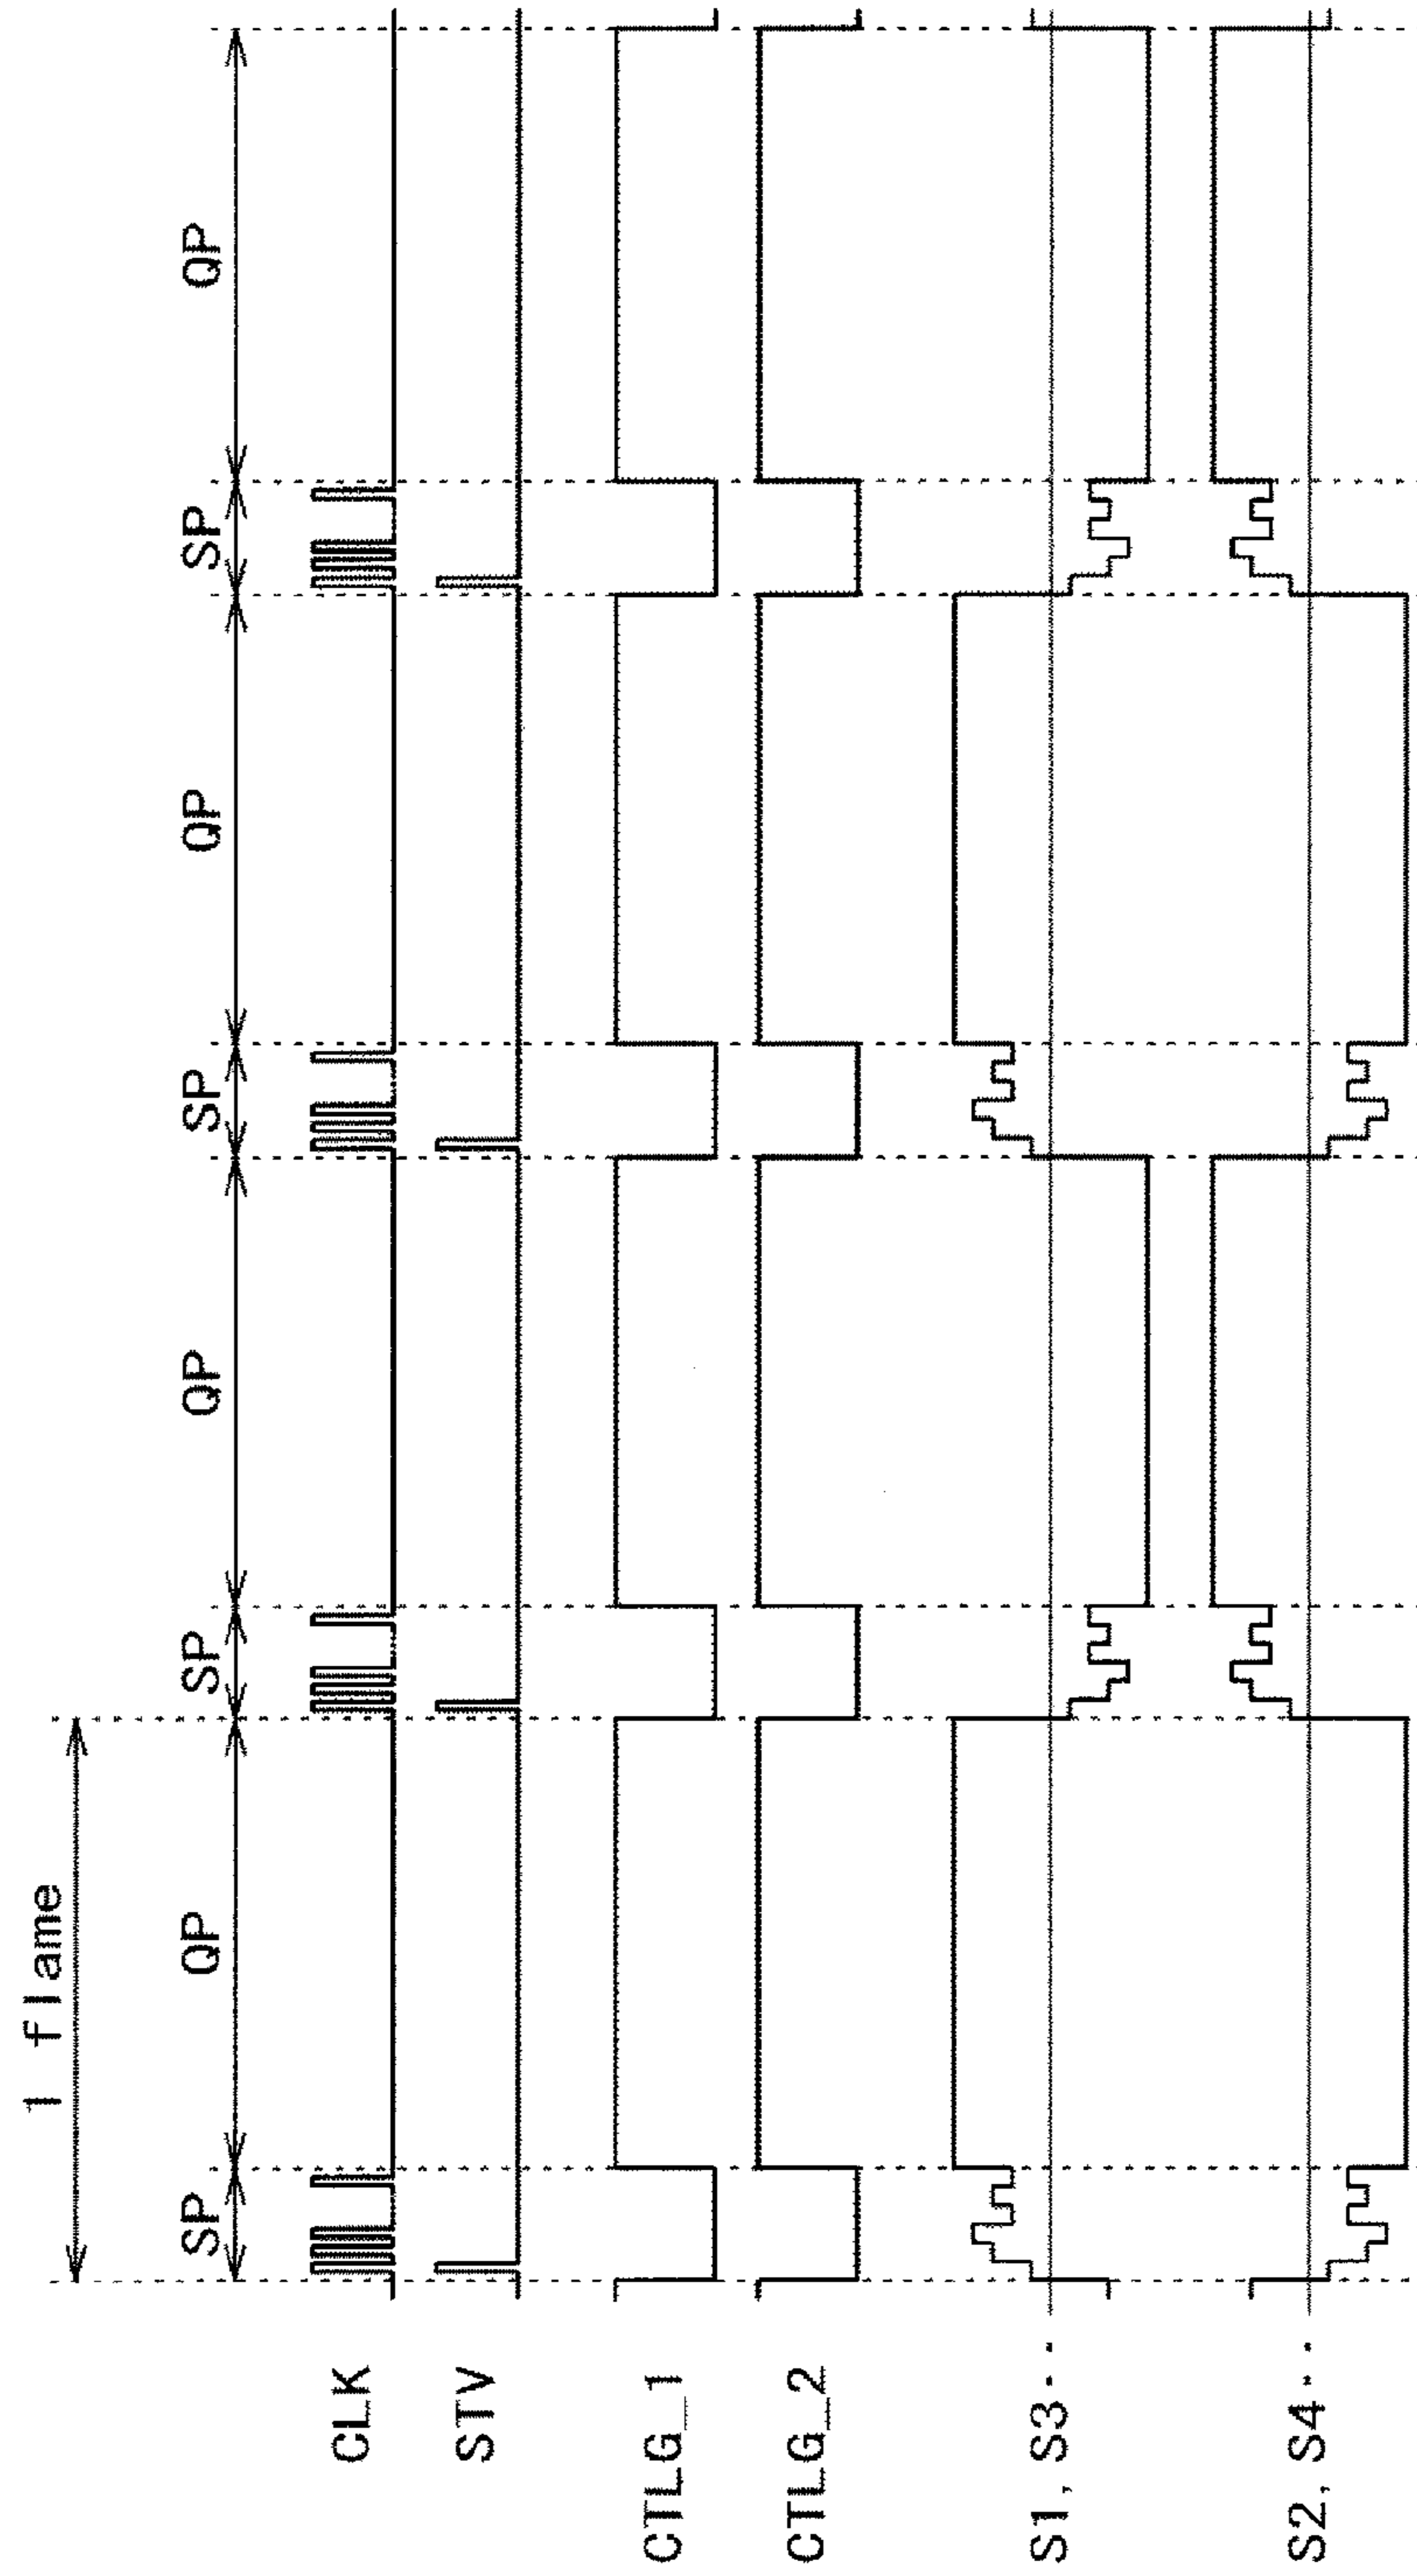 1 flame
SP QP SP QP SP QP SP QP
CLK
STV
CTLG_1
CTLG_2
S1, S3・・
S2, S4・・